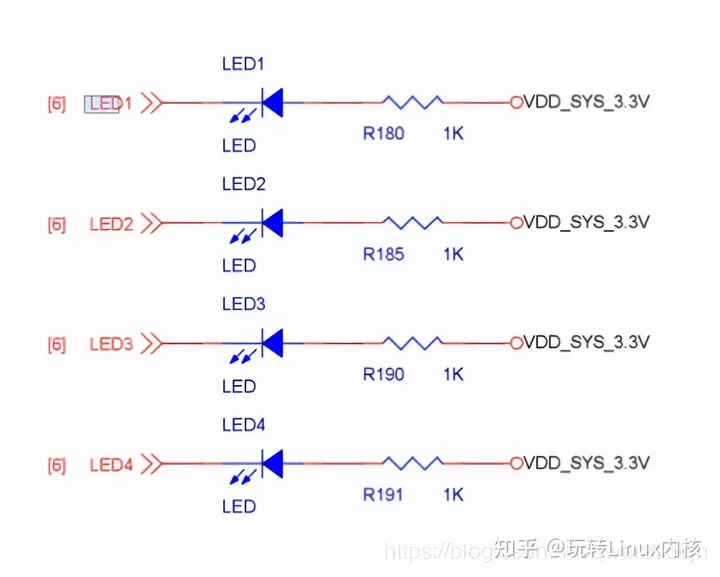 LED1
[6] LED1 VDD_SYS_3.3V
LED R180 1K
LED2
[6] LED2 VDD_SYS_3.3V
LED R185 1K
LED3
[6] LED3 VDD_SYS_3.3V
LED R190 1K
LED4
[6] LED4 VDD_SYS_3.3V
LED R191 1K
知乎 @玩转Linux内核
https://blog.